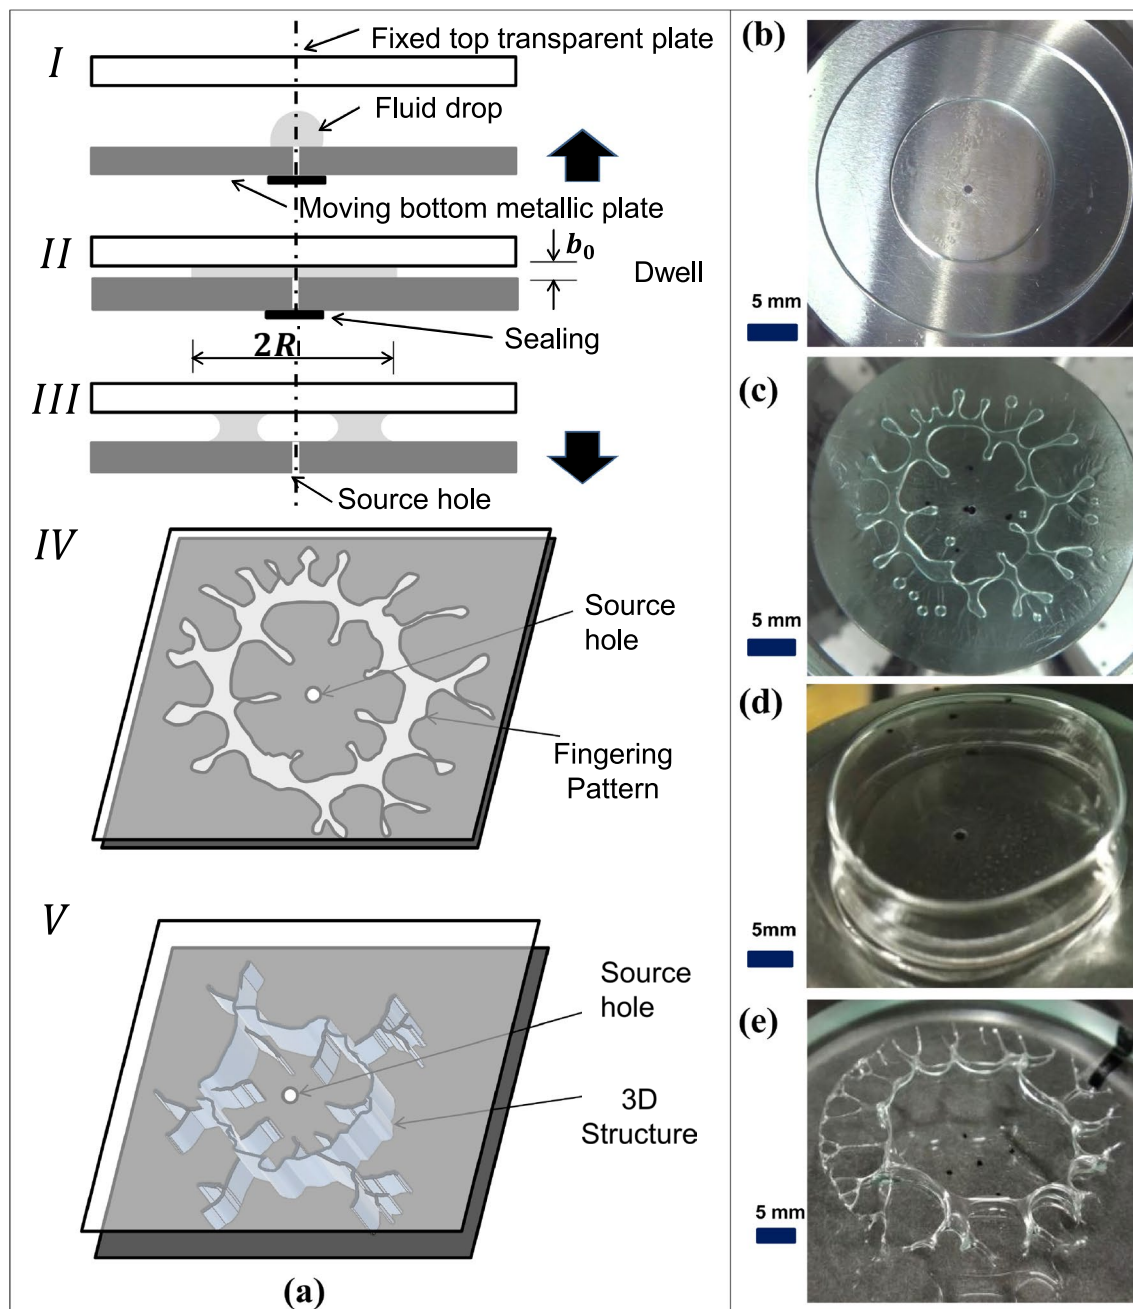 I
Fixed top transparent plate
Fluid drop
Moving bottom metallic plate
II
b₀
Dwell
Sealing
2R
III
Source hole
IV
Source
hole
Fingering
Pattern
V
Source
hole
3D
Structure
(a)
(b)
5 mm
(c)
5 mm
(d)
5mm
(e)
5 mm